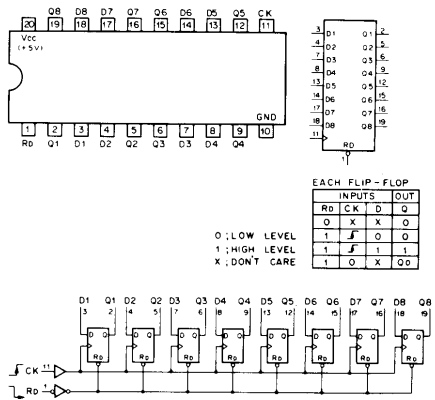 Q8 D8 D7 Q7 Q6 D6 D5 Q5 CK
20 19 18 17 16 15 14 13 12 11
Vcc
(+5V)
GND
1 2 3 4 5 6 7 8 9 10
RD Q1 D1 D2 Q2 Q3 D3 D4 Q4
3 D1 Q1 2
4 D2 Q2 5
7 D3 Q3 6
8 D4 Q4 9
13 D5 Q5 12
14 D6 Q6 15
17 D7 Q7 16
18 D8 Q8 19
11
RD
1
EACH FLIP-FLOP
INPUTS OUT
RD CK D Q
0 X X 0
1 0 0
1 1 1
1 0 X Q0
0 ; LOW LEVEL
1 ; HIGH LEVEL
X ; DON'T CARE
D1 Q1 D2 Q2 D3 Q3 D4 Q4 D5 Q5 D6 Q6 D7 Q7 D8 Q8
3 2 4 5 7 6 8 9 13 12 14 15 17 16 18 19
D Q D Q D Q D Q D Q D Q D Q D Q
RD RD RD RD RD RD RD RD
CK 11
RD 1